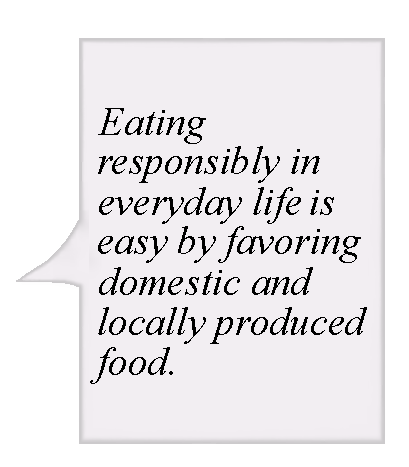 Eating
responsibly in
everyday life is
easy by favoring
domestic and
locally produced
food.